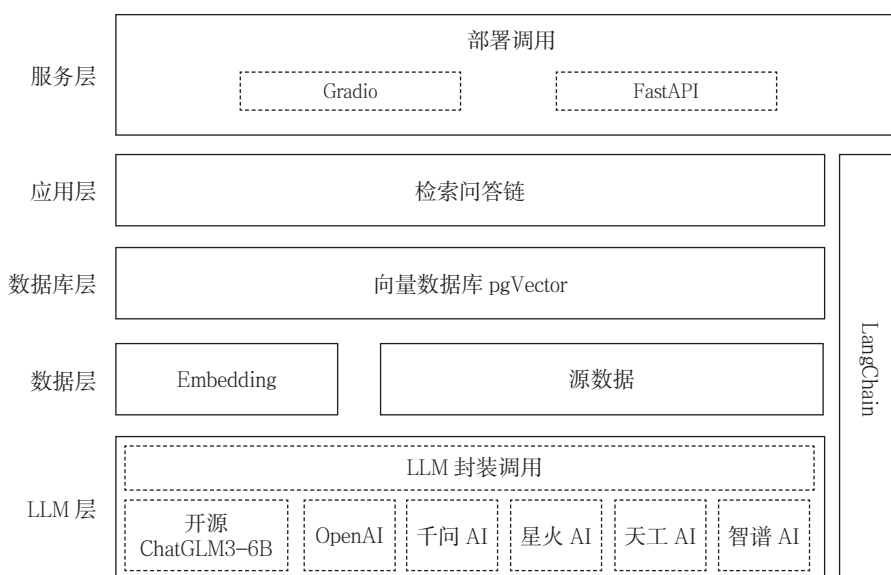 部署调用
服务层
Gradio
FastAPI
应用层
检索问答链
数据库层
向量数据库 pgVector
数据层
Embedding
源数据
LangChain
LLM 层
LLM 封装调用
开源
ChatGLM3-6B
OpenAI
千问 AI
星火 AI
天工 AI
智谱 AI